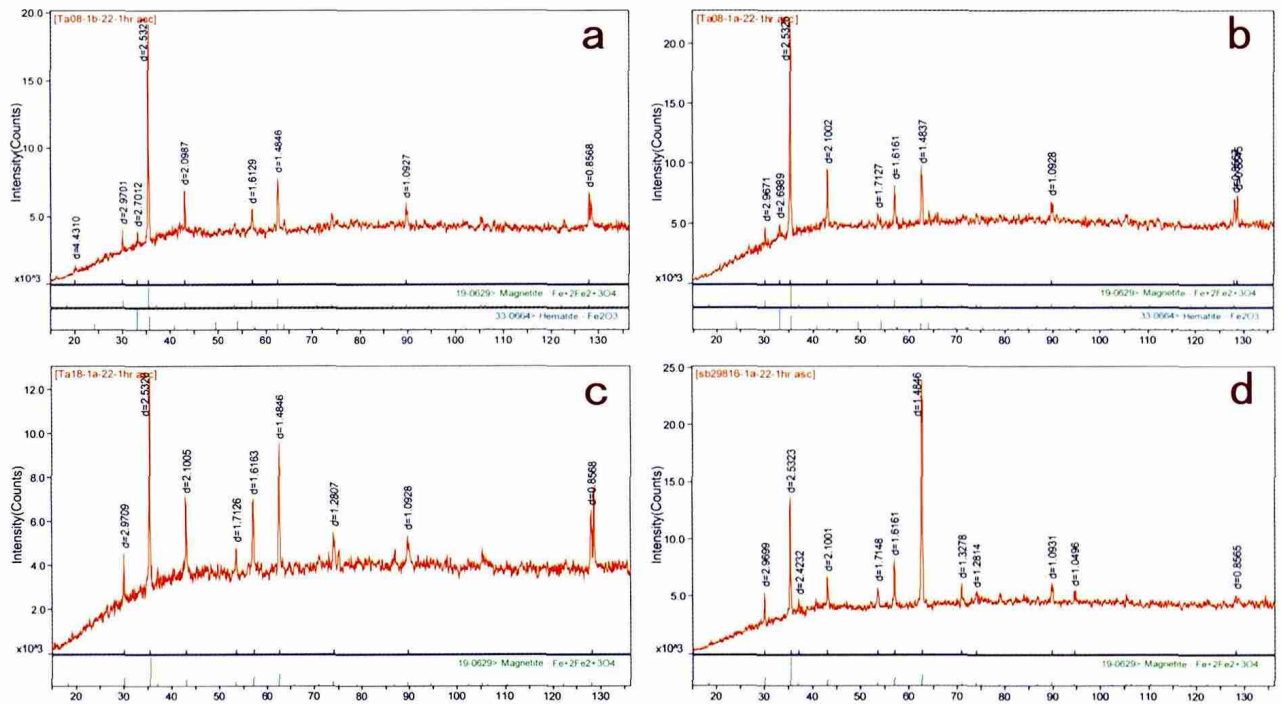 [Ta08-1b-22-1hr.asc]
a
Intensity(Counts)
20.0
15.0
10.0
5.0
x10^3
d=4.4310
d=2.9701
d=2.7012
d=2.5323
d=2.0987
d=1.6129
d=1.4846
d=1.0927
d=0.8568
19-0629> Magnetite - Fe+2Fe2+3O4
33-0664> Hematite - Fe2O3
20 30 40 50 60 70 80 90 100 110 120 130
[Ta08-1a-22-1hr.asc]
b
Intensity(Counts)
20.0
15.0
10.0
5.0
x10^3
d=2.9671
d=2.6989
d=2.1002
d=1.7127
d=1.6161
d=1.4837
d=1.0928
19-0629> Magnetite - Fe+2Fe2+3O4
33-0664> Hematite - Fe2O3
20 30 40 50 60 70 80 90 100 110 120 130
[Ta18-1a-22-1hr.asc]
c
Intensity(Counts)
12.0
10.0
8.0
6.0
4.0
2.0
x10^3
d=2.9709
d=2.1005
d=1.7126
d=1.6163
d=1.4846
d=1.2807
d=1.0928
d=0.8568
19-0629> Magnetite - Fe+2Fe2+3O4
20 30 40 50 60 70 80 90 100 110 120 130
[sb29816-1a-22-1hr.asc]
d
Intensity(Counts)
25.0
20.0
15.0
10.0
5.0
x10^3
d=2.9699
d=2.5323
d=2.4232
d=2.1001
d=1.7148
d=1.6161
d=1.4846
d=1.3278
d=1.2814
d=1.0931
d=1.0496
d=0.8565
19-0629> Magnetite - Fe+2Fe2+3O4
20 30 40 50 60 70 80 90 100 110 120 130